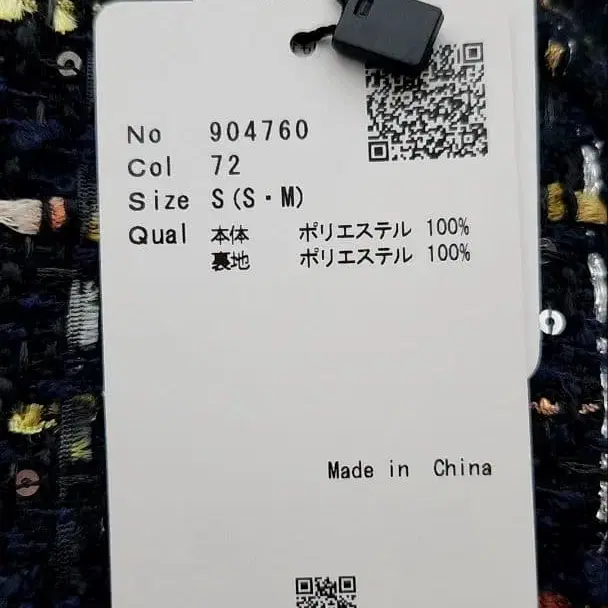 No 904760
Col 72
Size S(S・M)
Qual 本体 ポリエステル 100%
裏地 ポリエステル 100%
Made in China